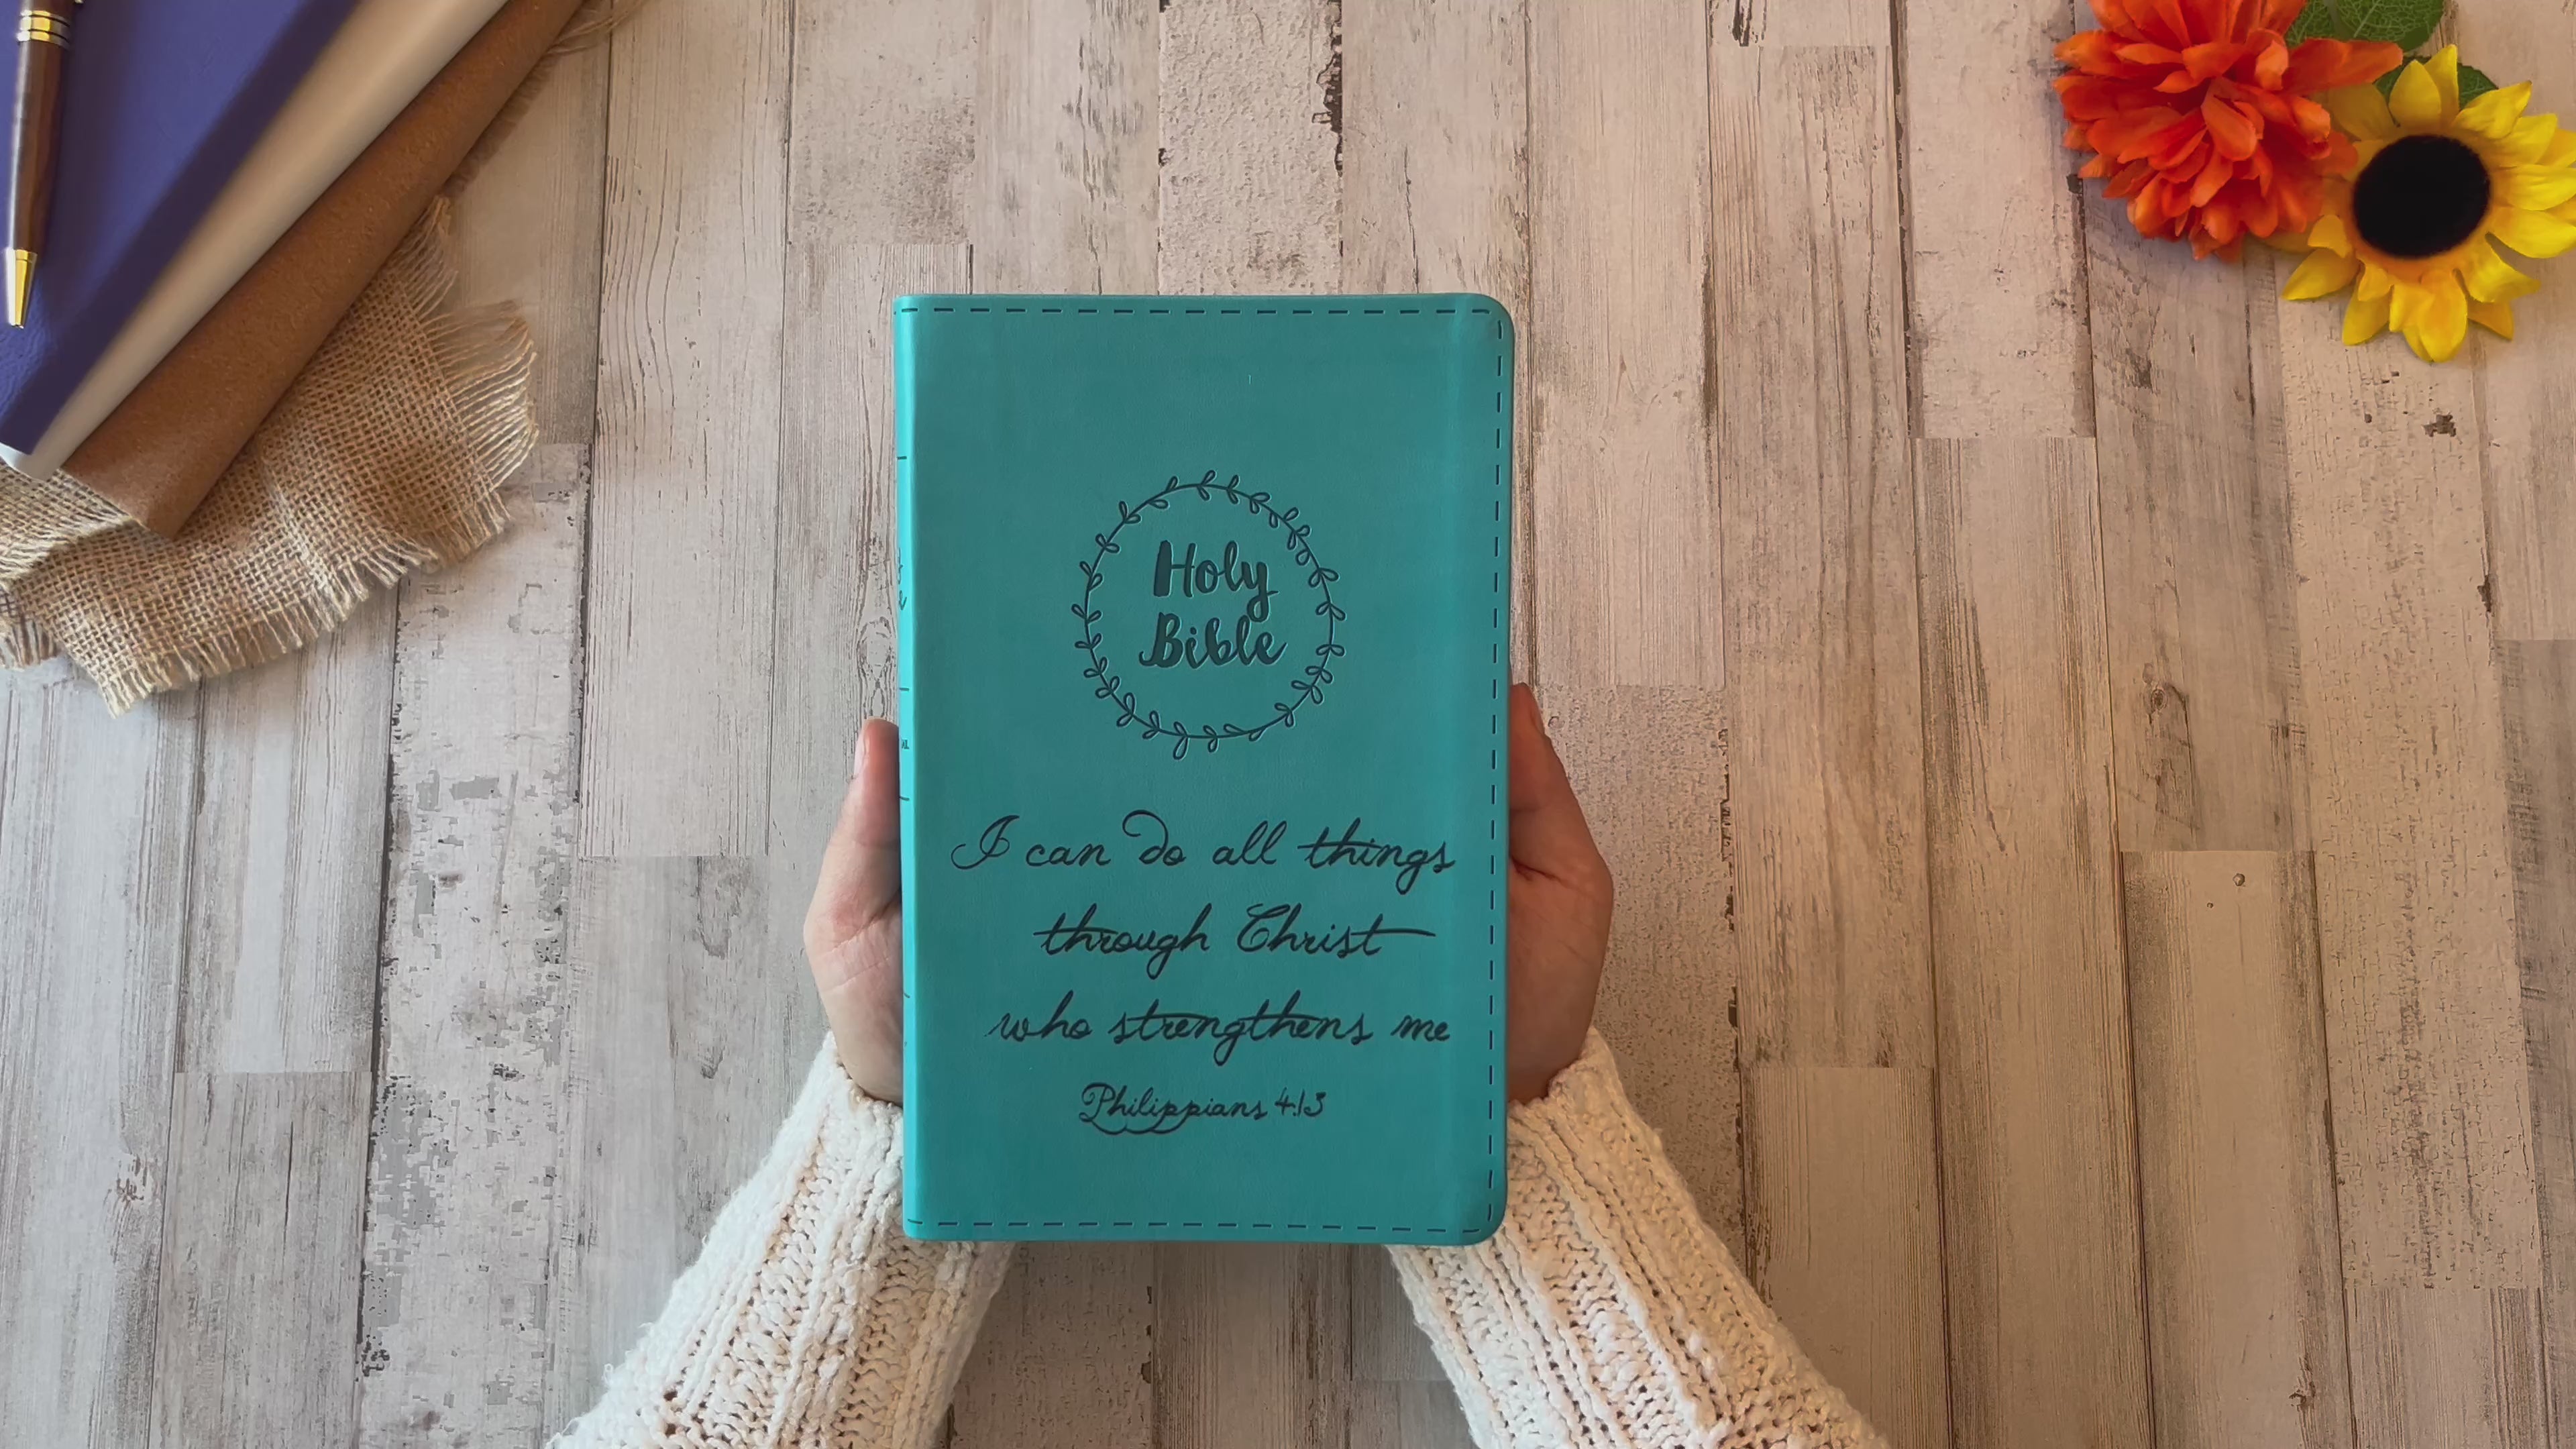 Holy
Bible
I can do all things
through Christ
who strengthens me
Philippians 4:13